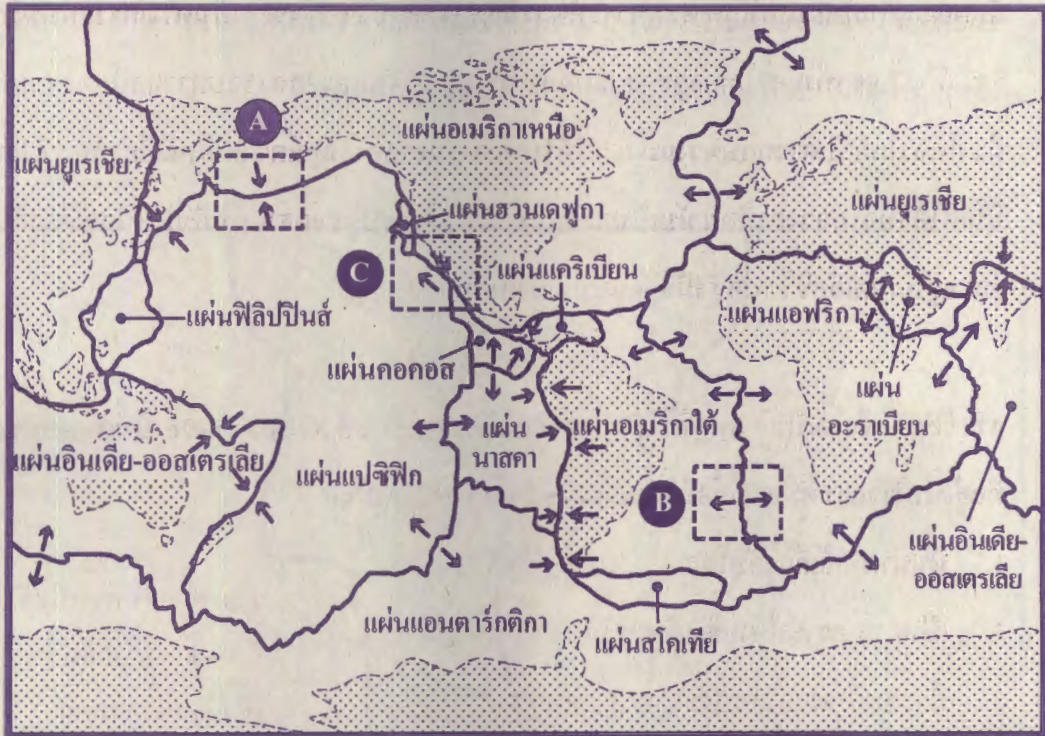 A
แผ่นอเมริกาเหนือ
แผ่นยูเรเชีย
แผ่นยูเรเชีย
แผ่นฮวนเดฟูกา
C
แผ่นแคริเบียน
แผ่นฟิลิปปินส์
แผ่นแอฟริกา
แผ่นคอคอส
แผ่น
อะราเบียน
แผ่น
นาสคา
แผ่นอเมริกาใต้
แผ่นอินเดีย-ออสเตรเลีย
แผ่นแปซิฟิก
B
แผ่นอินเดีย-
ออสเตรเลีย
แผ่นแอนตาร์กติกา
แผ่นสโคเทีย